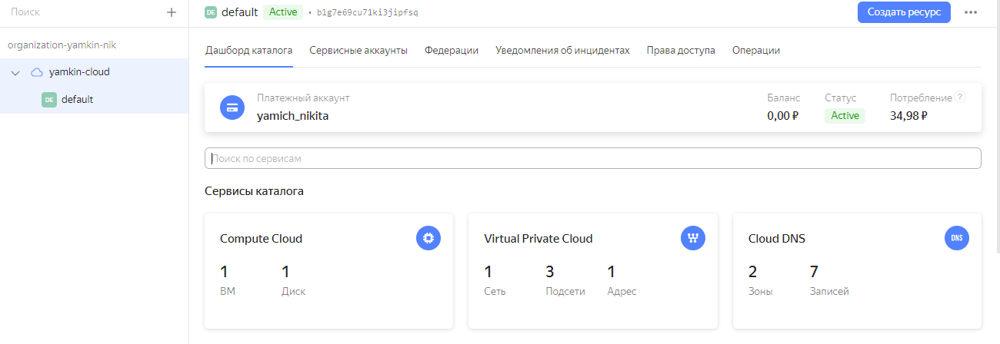 Поиск
organization-yamkin-nik
yamkin-cloud
DE default
DE default Active • b1g7e69cu71ki3jipfsq
Создать ресурс
Дашборд каталога Сервисные аккаунты Федерации Уведомления об инцидентах Права доступа Операции
Платежный аккаунт Баланс Статус Потребление ?
yamich_nikita 0,00 ₽ Active 34,98 ₽
Поиск по сервисам
Сервисы каталога
Compute Cloud
1 1
ВМ Диск
Virtual Private Cloud
1 3 1
Сеть Подсети Адрес
Cloud DNS DNS
2 7
Зоны Записей